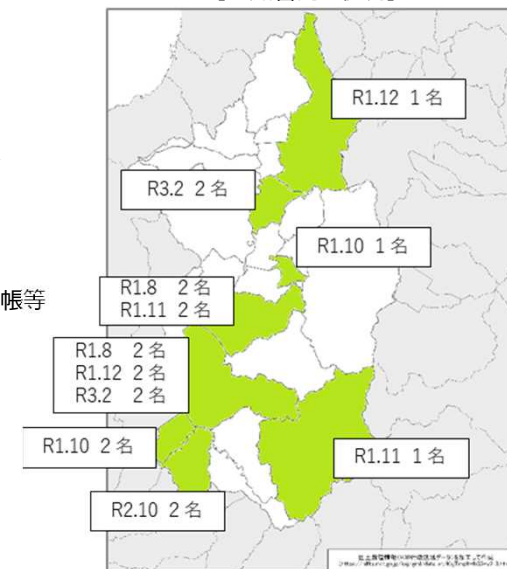 R1.12 1 名
R3.2 2 名
R1.10 1 名
R1.8 2 名
R1.11 2 名
帳等
R1.8 2 名
R1.12 2 名
R3.2 2 名
R1.10 2 名
R1.11 1 名
R2.10 2 名